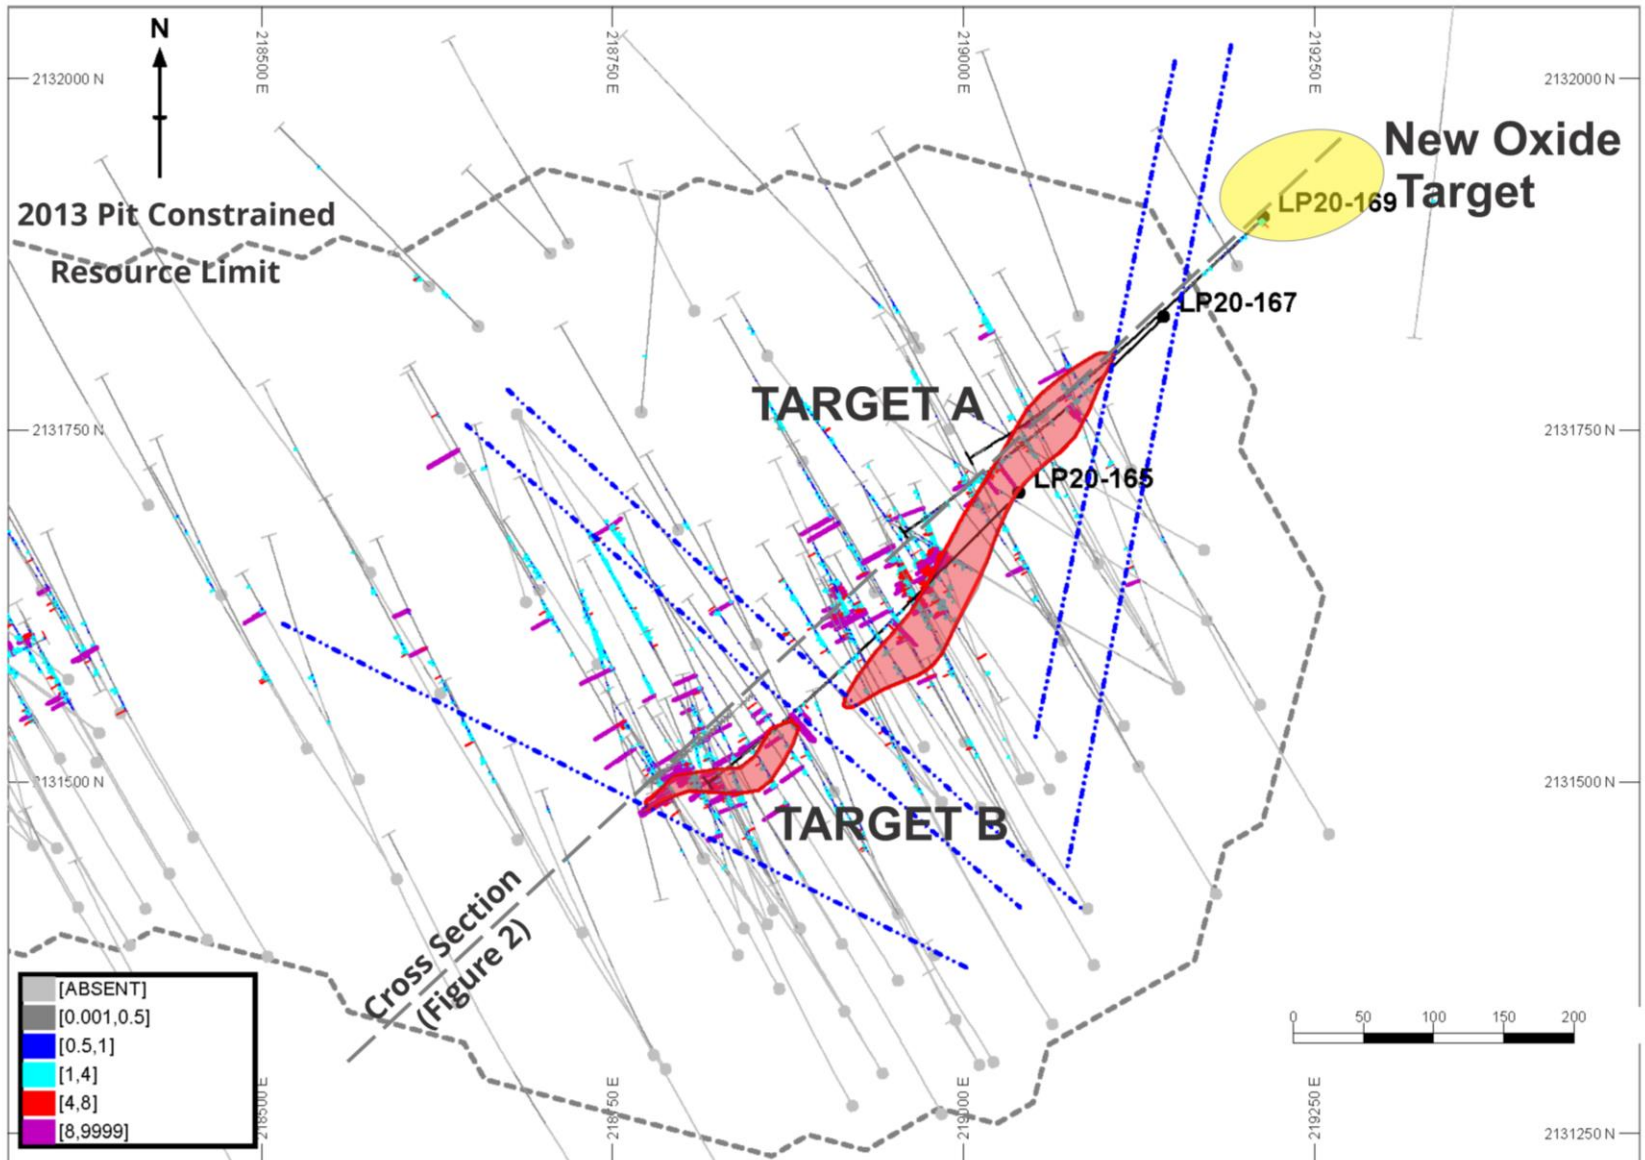 218500 E
218750 E
219000 E
219250 E
N
2132000 N
2132000 N
New Oxide
Target
LP20-169
2013 Pit Constrained
Resource Limit
LP20-167
TARGET A
2131750 N
2131750 N
LP20-165
2131500 N
2131500 N
TARGET B
Cross Section
(Figure 2)
[ABSENT]
[0.001,0.5]
[0.5,1]
[1,4]
[4,8]
[8,9999]
0 50 100 150 200
218500 E
218750 E
219000 E
219250 E
2131250 N